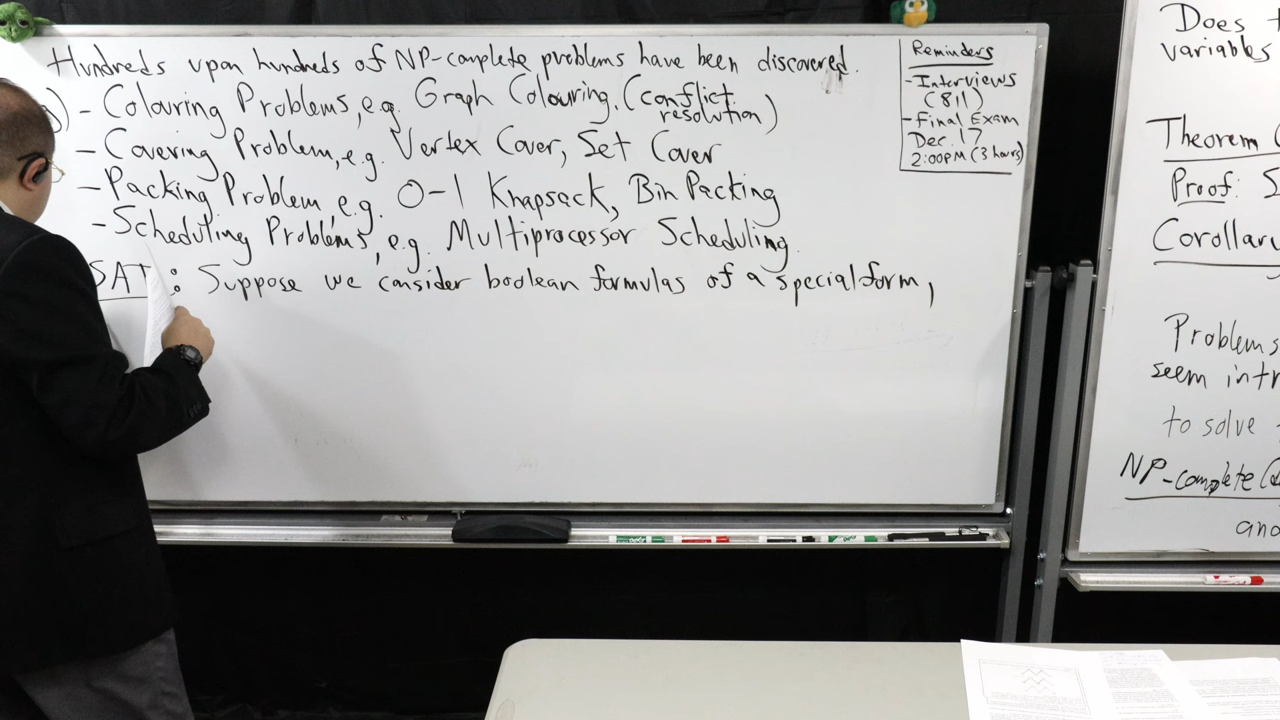 Hundreds upon hundreds of NP-complete problems have been discovered.
- Colouring Problems, e.g. Graph Colouring, (conflict
resolution)
- Covering Problem, e.g. Vertex Cover, Set Cover
- Packing Problem, e.g. 0-1 Knapsack, Bin Packing
- Scheduling Problems, e.g. Multiprocessor Scheduling.
SAT : Suppose we consider boolean formulas of a special form,
Reminders
- Interviews
(811)
- Final Exam
Dec. 17
2:00PM (3 hours)
Does
variables
Theorem (
Proof:
Corollary
Problems
seem
to solve
NP-complete
and